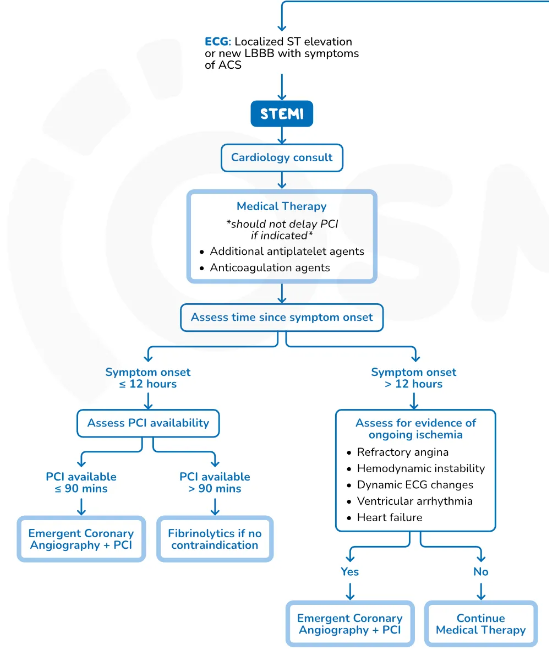 ECG: Localized ST elevation
or new LBBB with symptoms
of ACS
STEMI
Cardiology consult
Medical Therapy
*should not delay PCI
if indicated*
• Additional antiplatelet agents
• Anticoagulation agents
Assess time since symptom onset
Symptom onset
≤ 12 hours
Symptom onset
> 12 hours
Assess PCI availability
Assess for evidence of
ongoing ischemia
• Refractory angina
• Hemodynamic instability
• Dynamic ECG changes
• Ventricular arrhythmia
• Heart failure
PCI available
≤ 90 mins
PCI available
> 90 mins
Emergent Coronary
Angiography + PCI
Fibrinolytics if no
contraindication
Yes
No
Emergent Coronary
Angiography + PCI
Continue
Medical Therapy